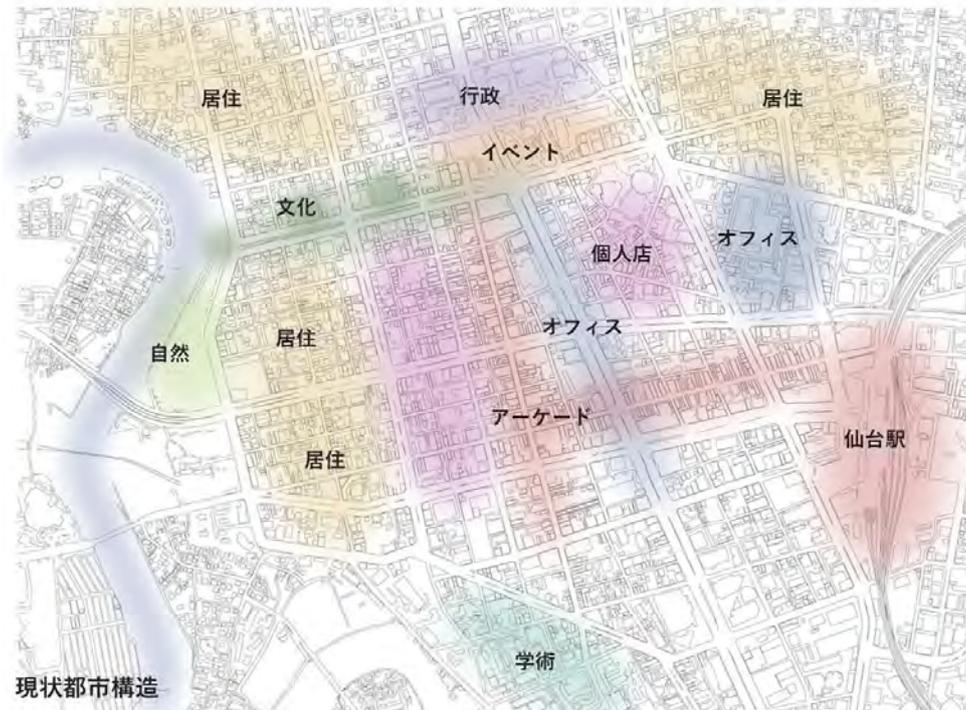 居住
行政
居住
イベント
文化
オフィス
個人店
オフィス
居住
自然
アーケード
仙台駅
居住
学術
現状都市構造